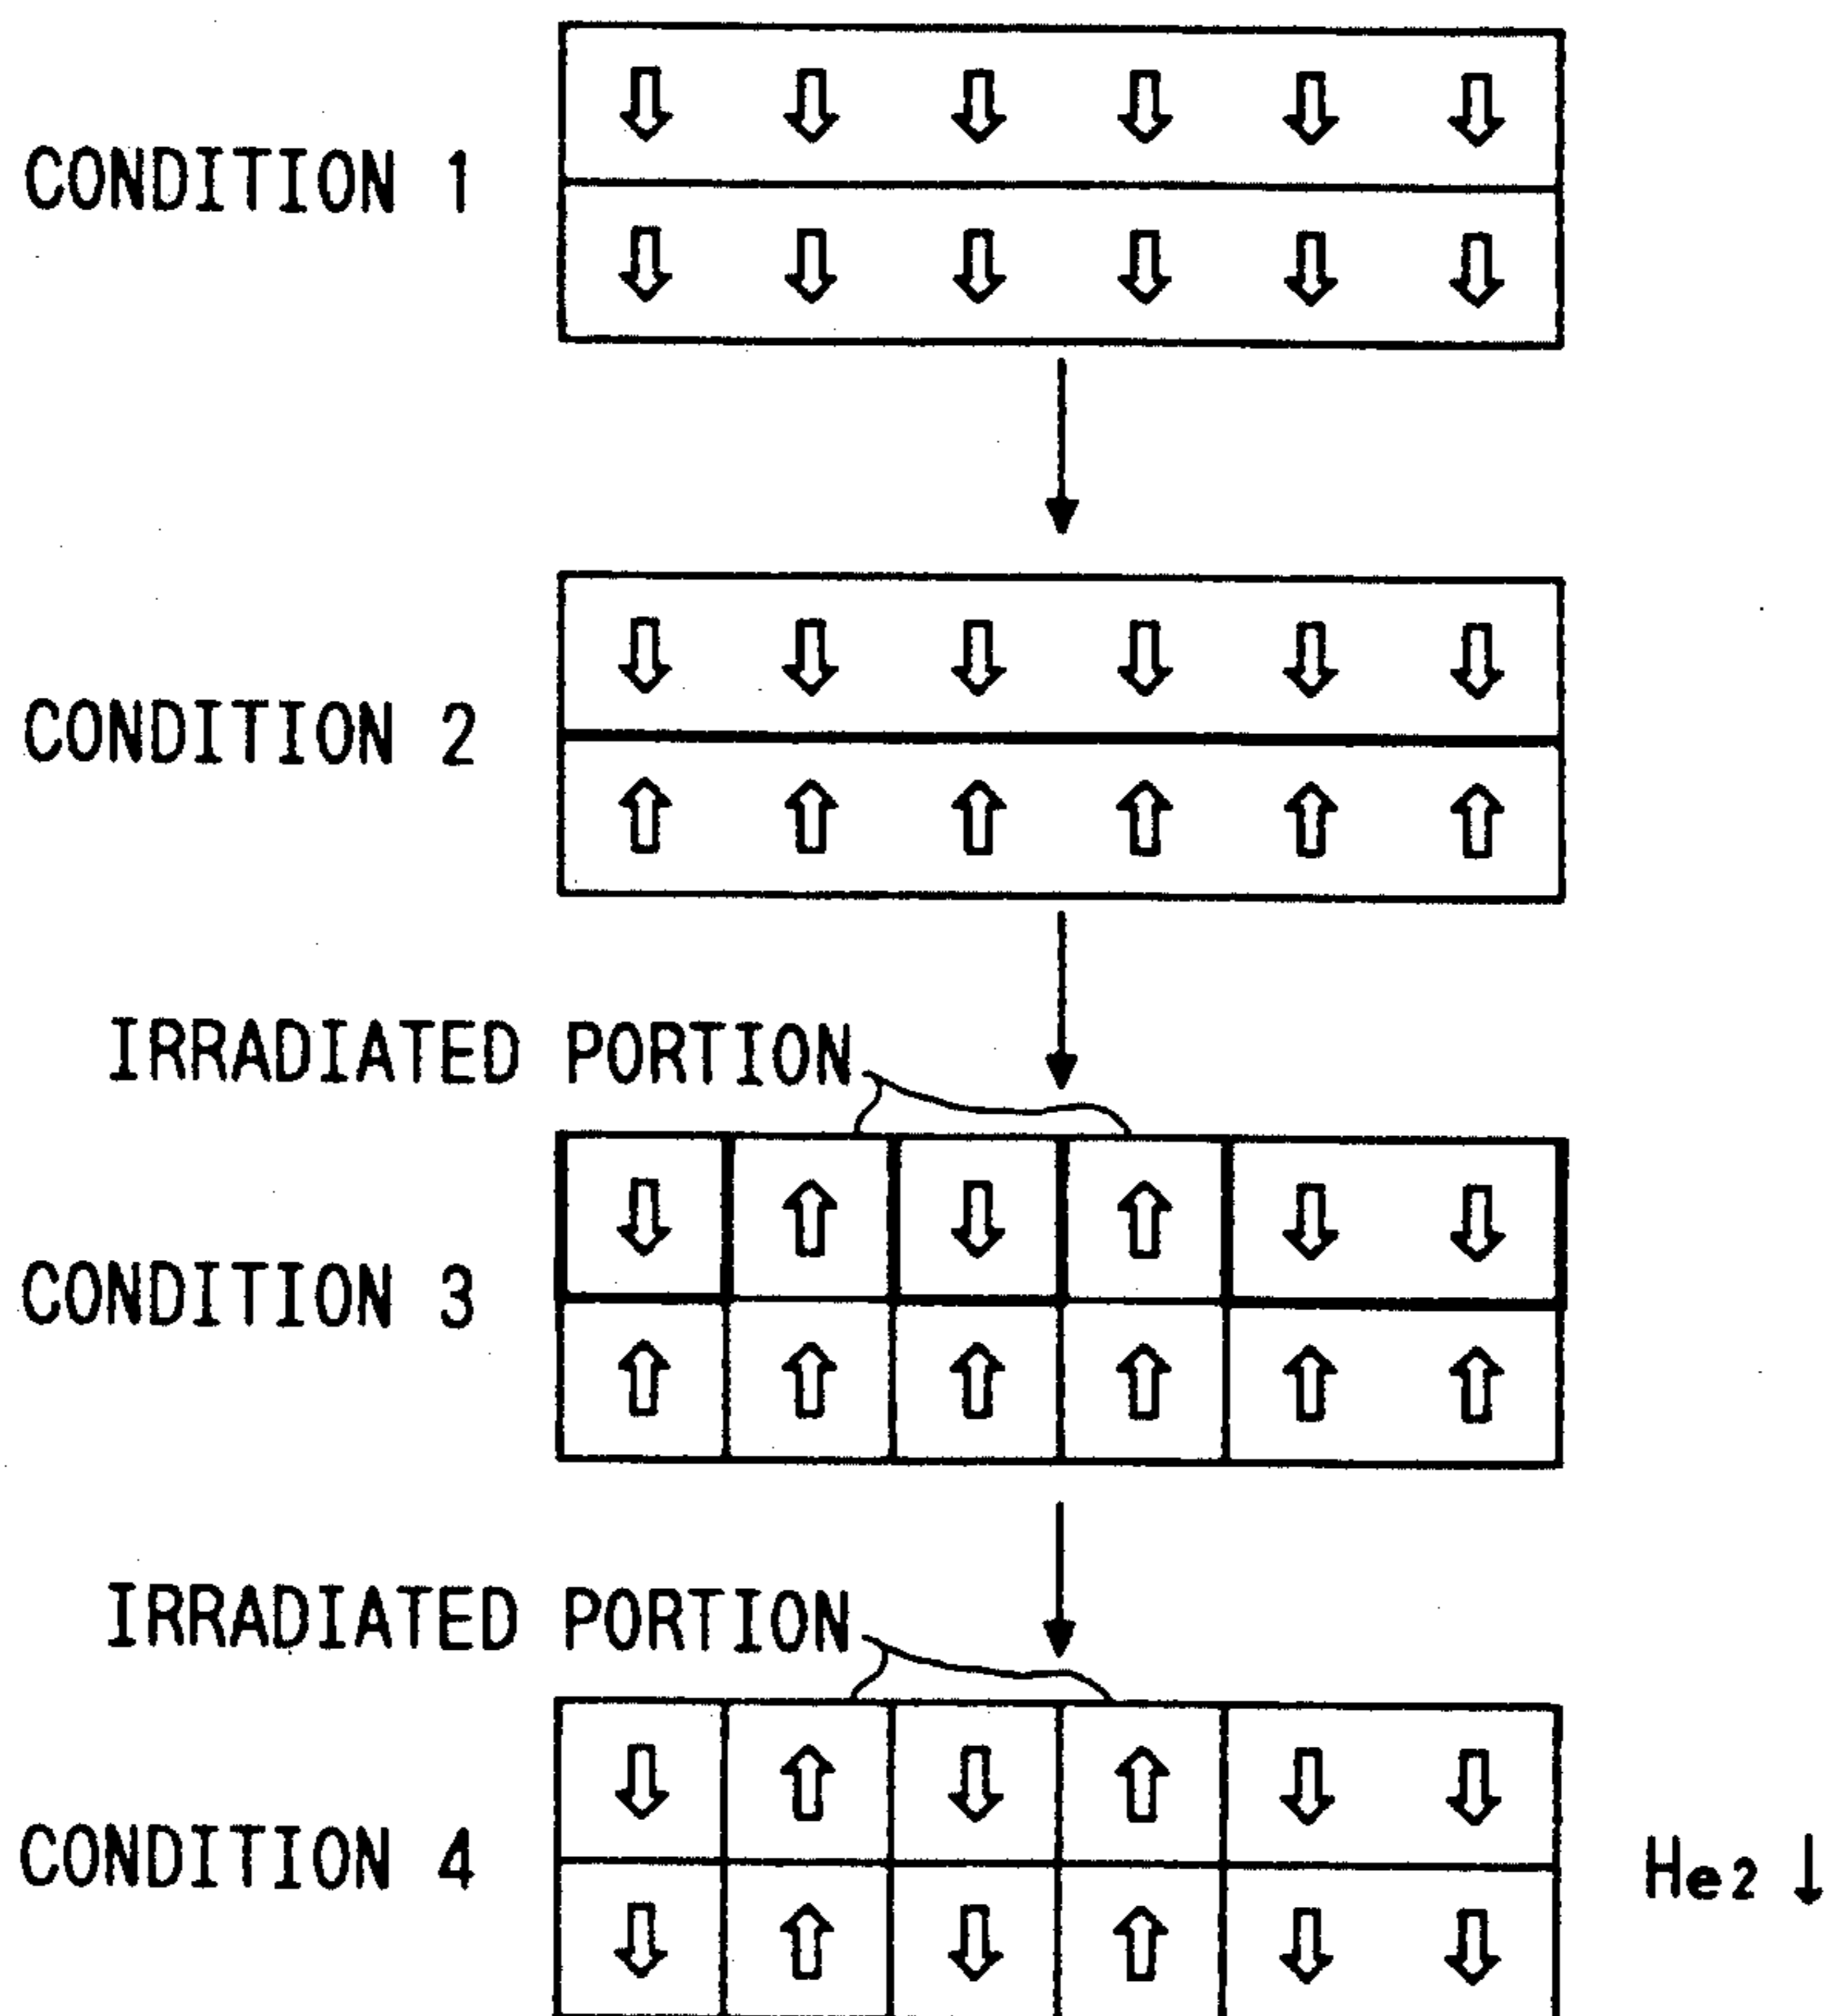 CONDITION 1
CONDITION 2
IRRADIATED PORTION
CONDITION 3
IRRADIATED PORTION
CONDITION 4
He2 ↓